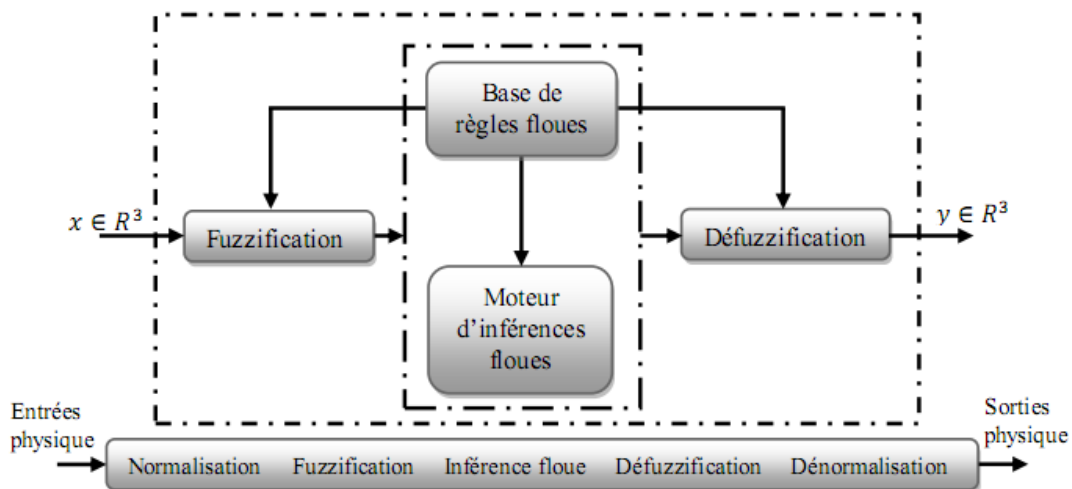 Base de
règles floues
x ∈ R³
Fuzzification
Défuzzification
y ∈ R³
Moteur
d'inférences
floues
Entrées
physique
Sorties
physique
Normalisation Fuzzification Inférence floue Défuzzification Dénormalisation